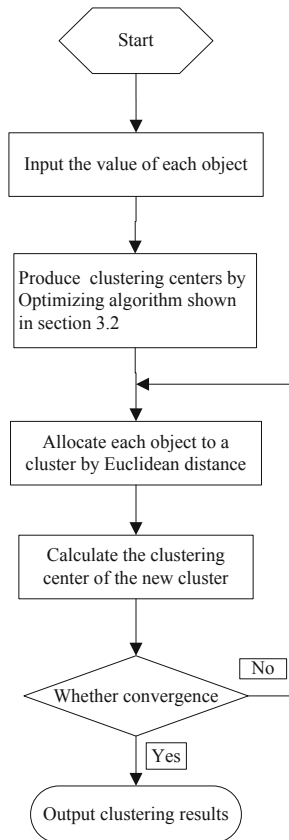 Start
Input the value of each object
Produce clustering centers by
Optimizing algorithm shown
in section 3.2
Allocate each object to a
cluster by Euclidean distance
Calculate the clustering
center of the new cluster
Whether convergence
No
Yes
Output clustering results